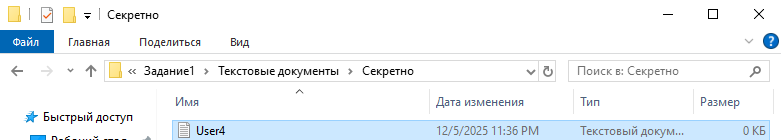 Секретно
Файл Главная Поделиться Вид
« Задание1 > Текстовые документы > Секретно Поиск в: Секретно
Быстрый доступ
Имя Дата изменения Тип Размер
User4 12/5/2025 11:36 PM Текстовый докум... 0 КБ